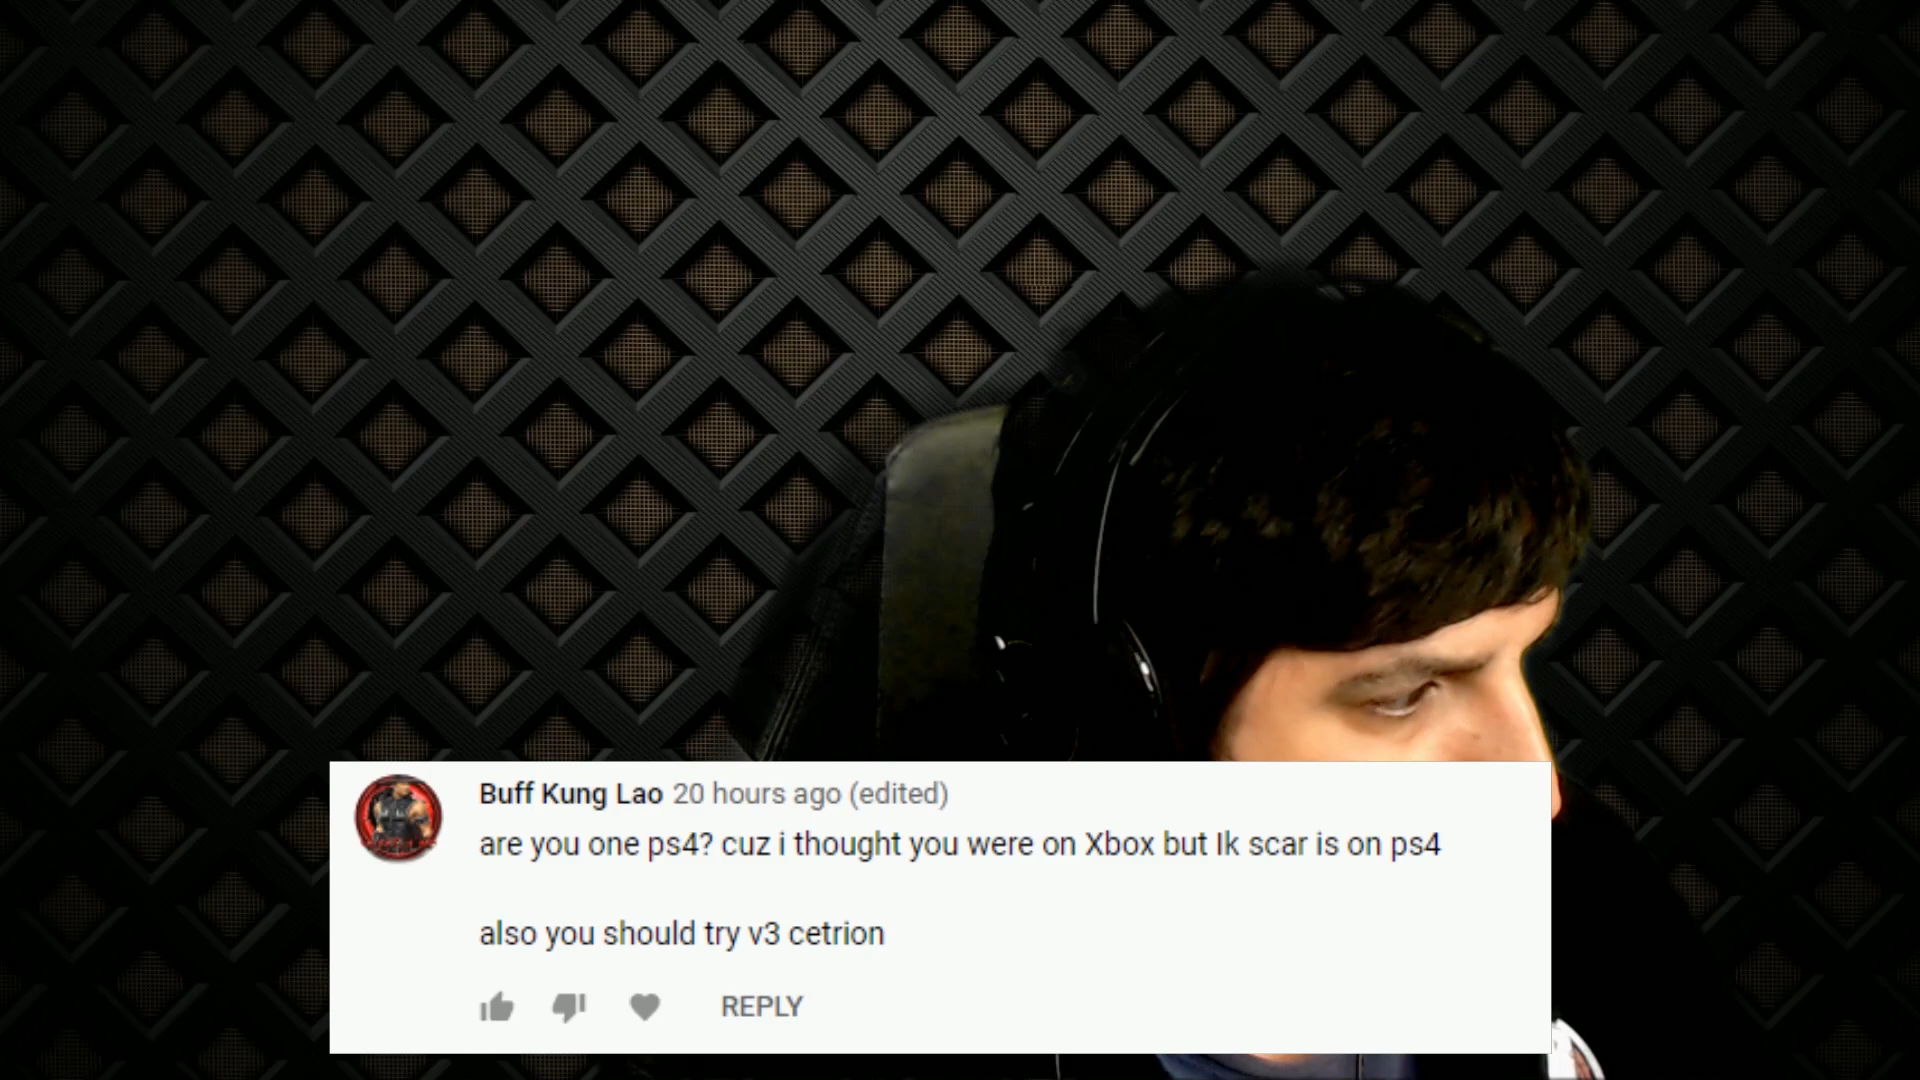 Buff Kung Lao 20 hours ago (edited)
are you one ps4? cuz i thought you were on Xbox but Ik scar is on ps4
also you should try v3 cetrion
REPLY